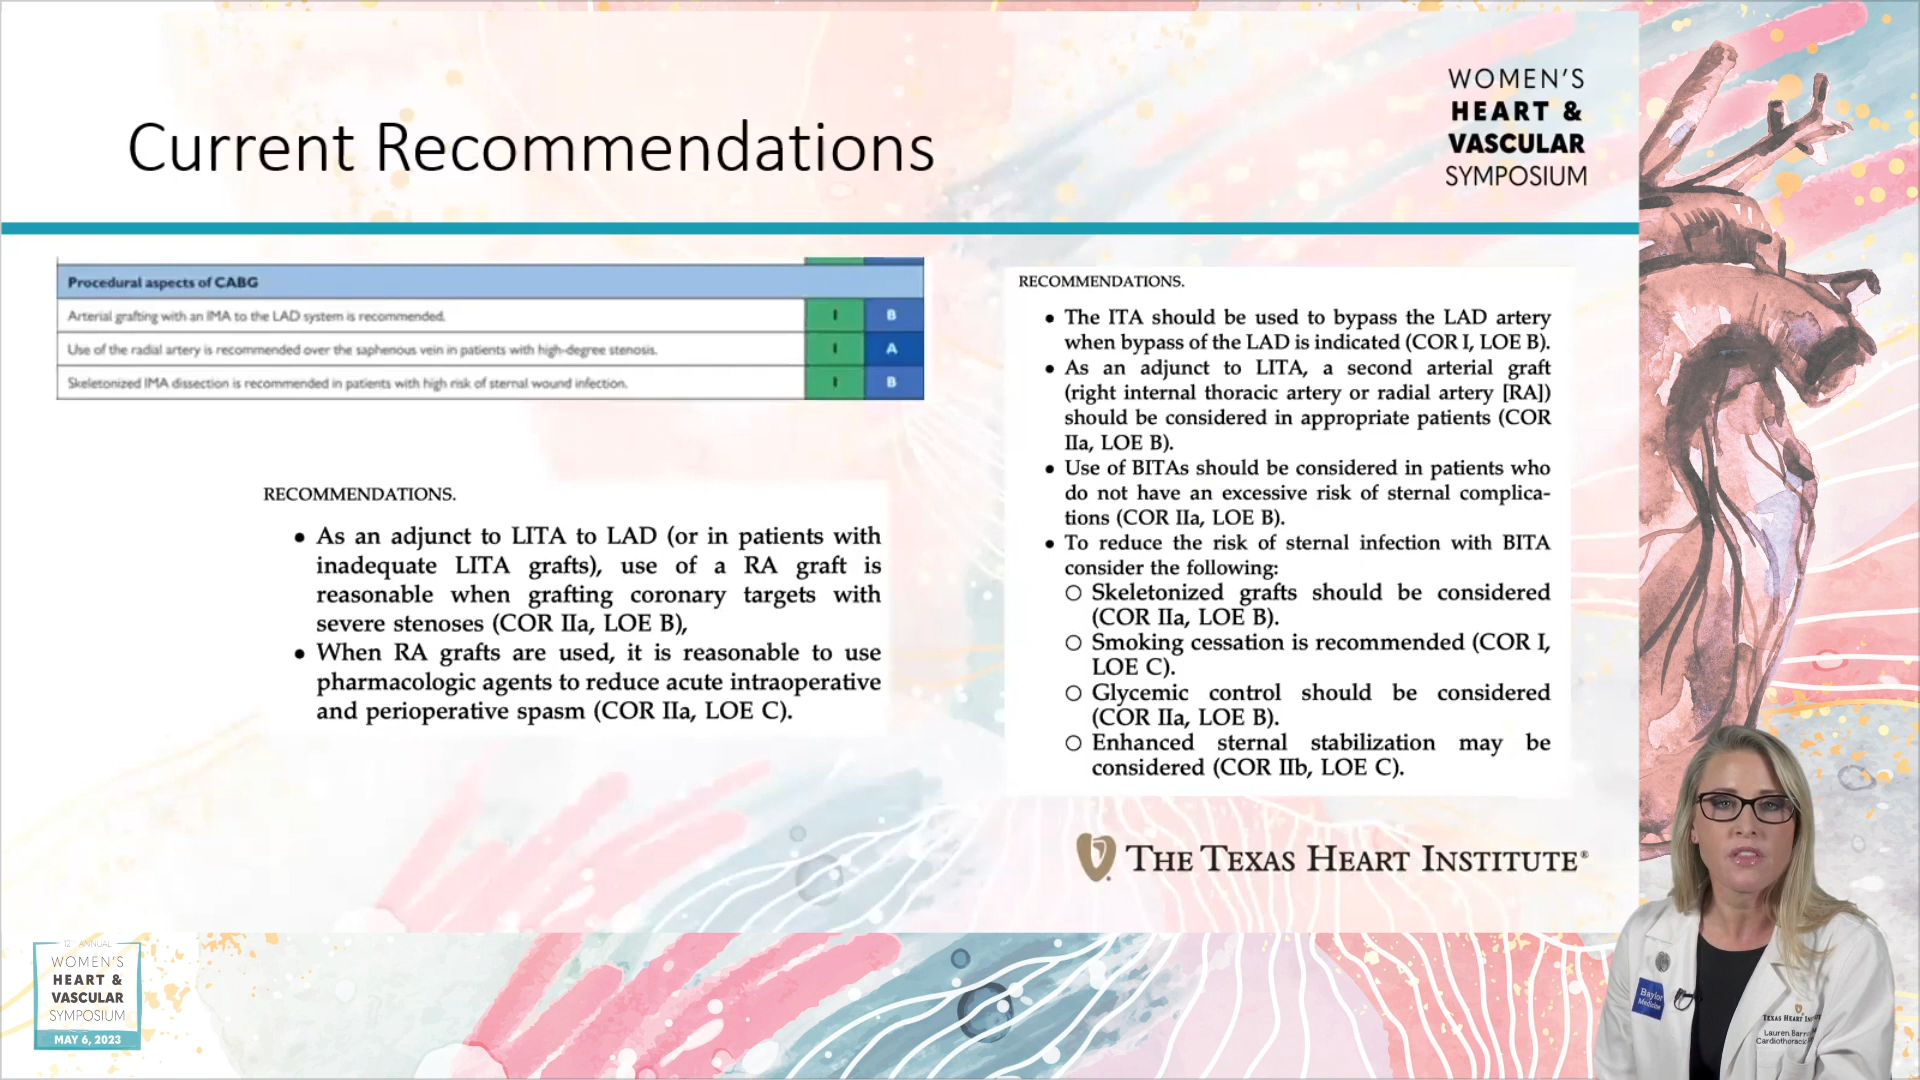 Current Recommendations
WOMEN'S
HEART &
VASCULAR
SYMPOSIUM
Procedural aspects of CABG
Arterial grafting with an IMA to the LAD system is recommended. I B
Use of the radial artery is recommended over the saphenous vein in patients with high-degree stenosis. I A
Skeletonized IMA dissection is recommended in patients with high risk of sternal wound infection. I B
RECOMMENDATIONS.
• As an adjunct to LITA to LAD (or in patients with
inadequate LITA grafts), use of a RA graft is
reasonable when grafting coronary targets with
severe stenoses (COR IIa, LOE B),
• When RA grafts are used, it is reasonable to use
pharmacologic agents to reduce acute intraoperative
and perioperative spasm (COR IIa, LOE C).
RECOMMENDATIONS.
• The ITA should be used to bypass the LAD artery
when bypass of the LAD is indicated (COR I, LOE B).
• As an adjunct to LITA, a second arterial graft
(right internal thoracic artery or radial artery [RA])
should be considered in appropriate patients (COR
IIa, LOE B).
• Use of BITAs should be considered in patients who
do not have an excessive risk of sternal complica-
tions (COR IIa, LOE B).
• To reduce the risk of sternal infection with BITA
consider the following:
○ Skeletonized grafts should be considered
(COR IIa, LOE B).
○ Smoking cessation is recommended (COR I,
LOE C).
○ Glycemic control should be considered
(COR IIa, LOE B).
○ Enhanced sternal stabilization may be
considered (COR IIb, LOE C).
THE TEXAS HEART INSTITUTE®
12TH ANNUAL
WOMEN'S
HEART &
VASCULAR
SYMPOSIUM
MAY 6, 2023
Baylor
Medicine
TEXAS HEART
Lauren